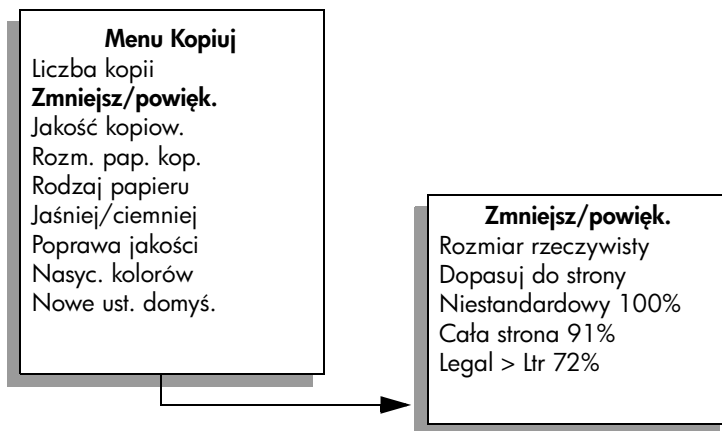 Menu Kopiuj
Liczba kopii
Zmniejsz/powięk.
Jakość kopiow.
Rozm. pap. kop.
Rodzaj papieru
Jaśniej/ciemniej
Poprawa jakości
Nasyc. kolorów
Nowe ust. domyś.
Zmniejsz/powięk.
Rozmiar rzeczywisty
Dopasuj do strony
Niestandardowy 100%
Cała strona 91%
Legal > Ltr 72%